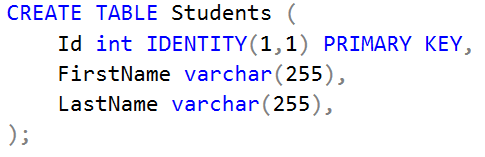 CREATE TABLE Students (
    Id int IDENTITY(1,1) PRIMARY KEY,
    FirstName varchar(255),
    LastName varchar(255),
);